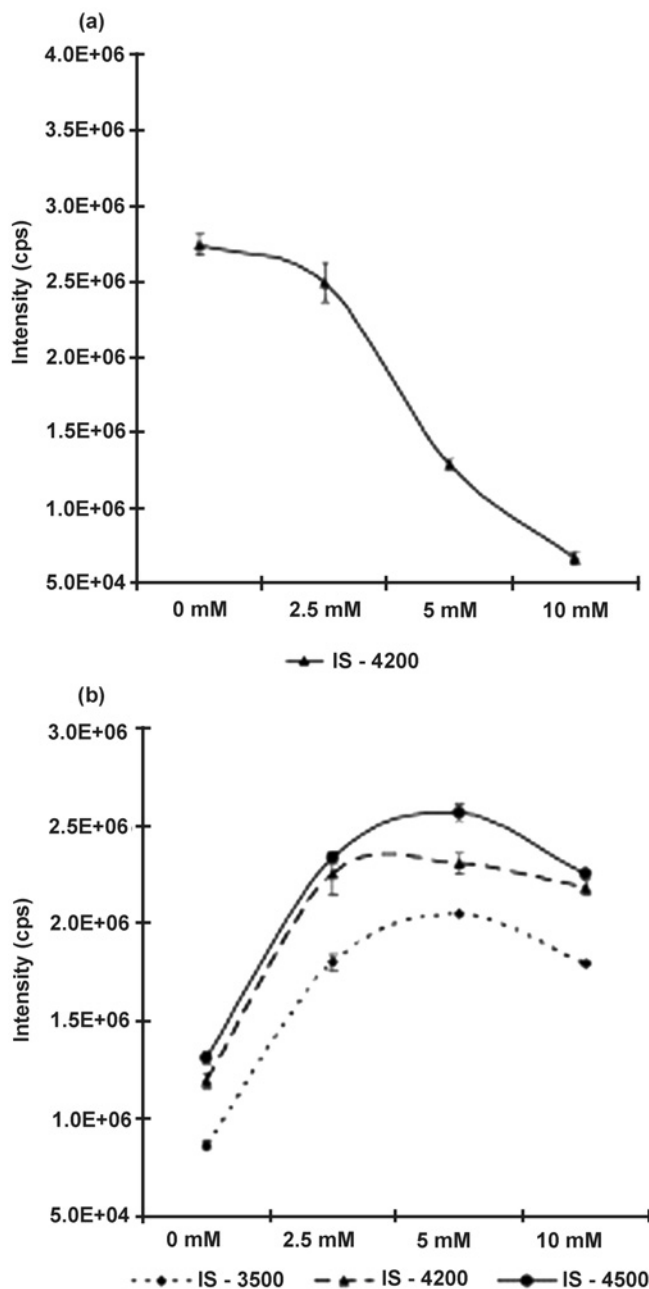 (a)
4.0E+06
3.5E+06
3.0E+06
2.5E+06
2.0E+06
1.5E+06
1.0E+06
5.0E+04
Intensity (cps)
0 mM 2.5 mM 5 mM 10 mM
IS - 4200
(b)
3.0E+06
2.5E+06
2.0E+06
1.5E+06
1.0E+06
5.0E+04
Intensity (cps)
0 mM 2.5 mM 5 mM 10 mM
IS - 3500 IS - 4200 IS - 4500